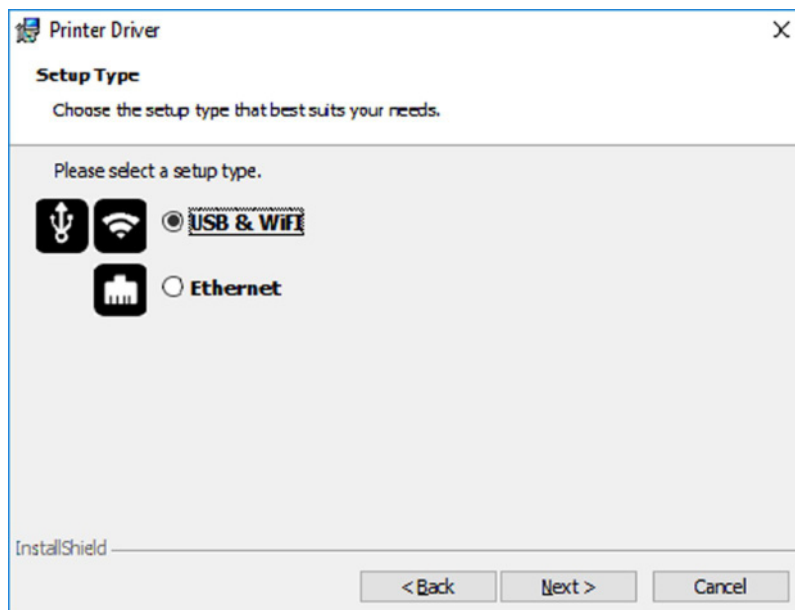 Printer Driver
Setup Type
Choose the setup type that best suits your needs.
Please select a setup type.
USB & WiFI
Ethernet
InstallShield
< Back Next > Cancel